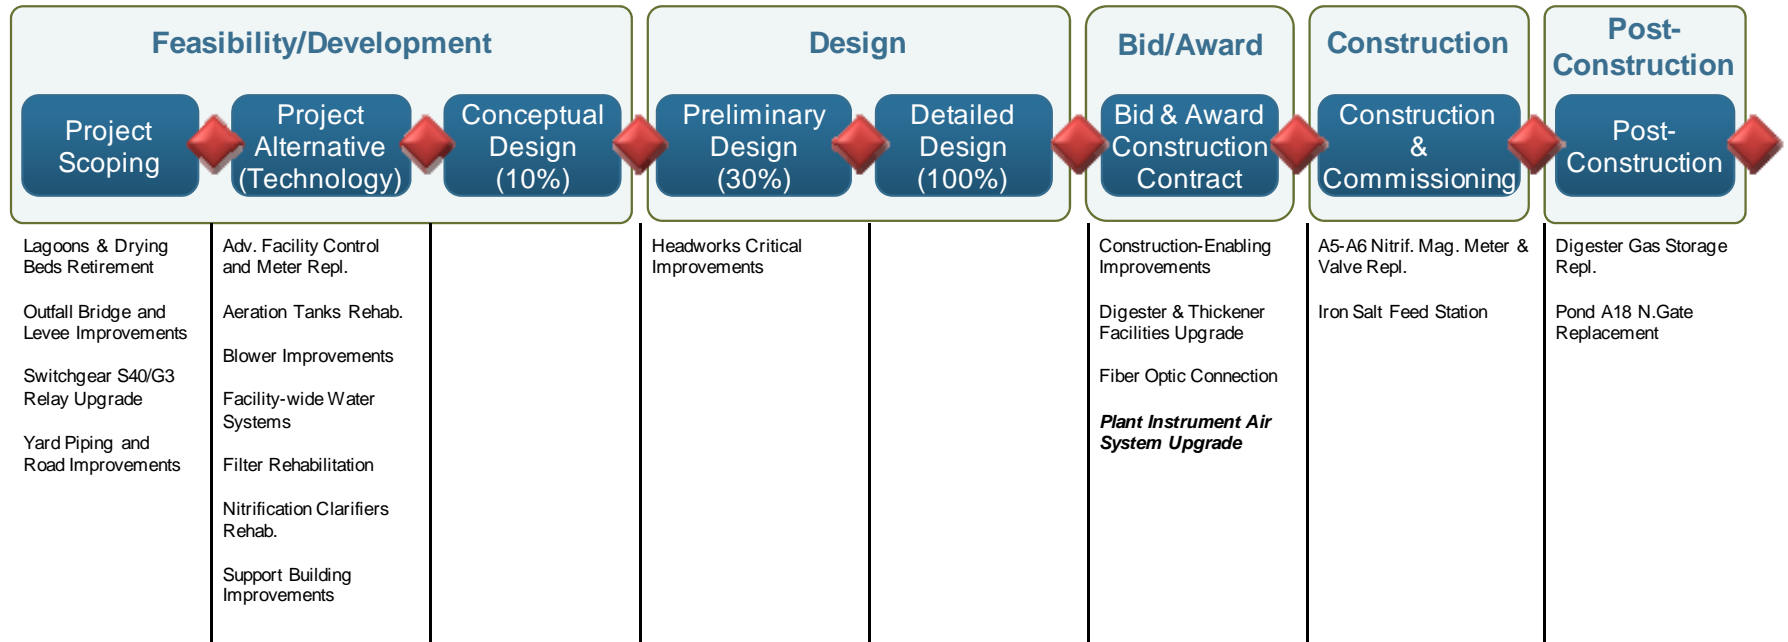 Feasibility/Development
Design
Bid/Award
Construction
Post-
Construction
Project
Scoping
Project
Alternative
(Technology)
Conceptual
Design
(10%)
Preliminary
Design
(30%)
Detailed
Design
(100%)
Bid & Award
Construction
Contract
Construction
&
Commissioning
Post-
Construction
Lagoons & Drying
Beds Retirement
Outfall Bridge and
Levee Improvements
Switchgear S40/G3
Relay Upgrade
Yard Piping and
Road Improvements
Adv. Facility Control
and Meter Repl.
Aeration Tanks Rehab.
Blower Improvements
Facility-wide Water
Systems
Filter Rehabilitation
Nitrification Clarifiers
Rehab.
Support Building
Improvements
Headworks Critical
Improvements
Construction-Enabling
Improvements
Digester & Thickener
Facilities Upgrade
Fiber Optic Connection
Plant Instrument Air
System Upgrade
A5-A6 Nitrif. Mag. Meter &
Valve Repl.
Iron Salt Feed Station
Digester Gas Storage
Repl.
Pond A18 N.Gate
Replacement